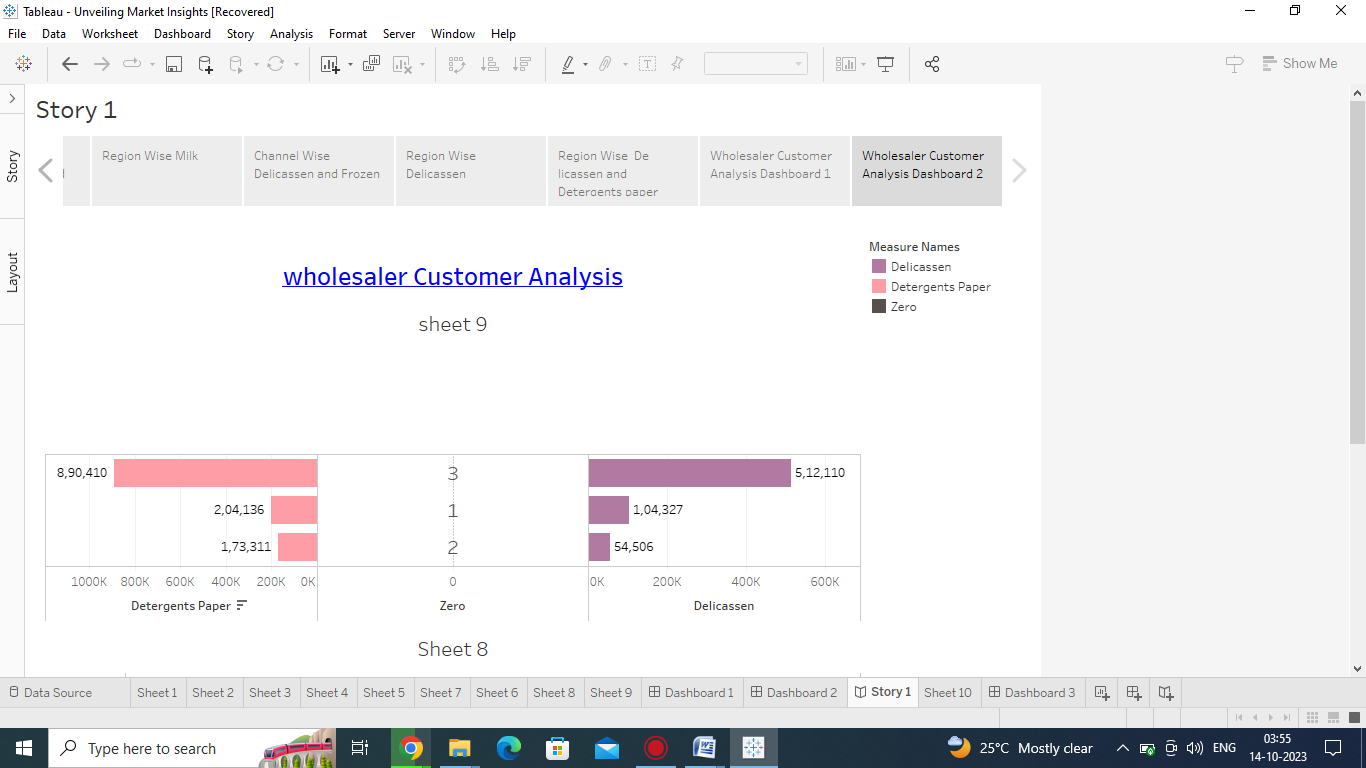 Tableau - Unveiling Market Insights [Recovered]
File Data Worksheet Dashboard Story Analysis Format Server Window Help
Show Me
Story
Layout
Story 1
Region Wise Milk
Channel Wise
Delicassen and Frozen
Region Wise
Delicassen
Region Wise De
licassen and
Detergents paper
Wholesaler Customer
Analysis Dashboard 1
Wholesaler Customer
Analysis Dashboard 2
wholesaler Customer Analysis
sheet 9
Measure Names
Delicassen
Detergents Paper
Zero
8,90,410 3 5,12,110
2,04,136 1 1,04,327
1,73,311 2 54,506
1000K 800K 600K 400K 200K 0K 0 0K 200K 400K 600K
Detergents Paper Zero Delicassen
Sheet 8
Data Source Sheet 1 Sheet 2 Sheet 3 Sheet 4 Sheet 5 Sheet 7 Sheet 6 Sheet 8 Sheet 9 Dashboard 1 Dashboard 2 Story 1 Sheet 10 Dashboard 3
Type here to search
25°C Mostly clear
ENG
03:55
14-10-2023